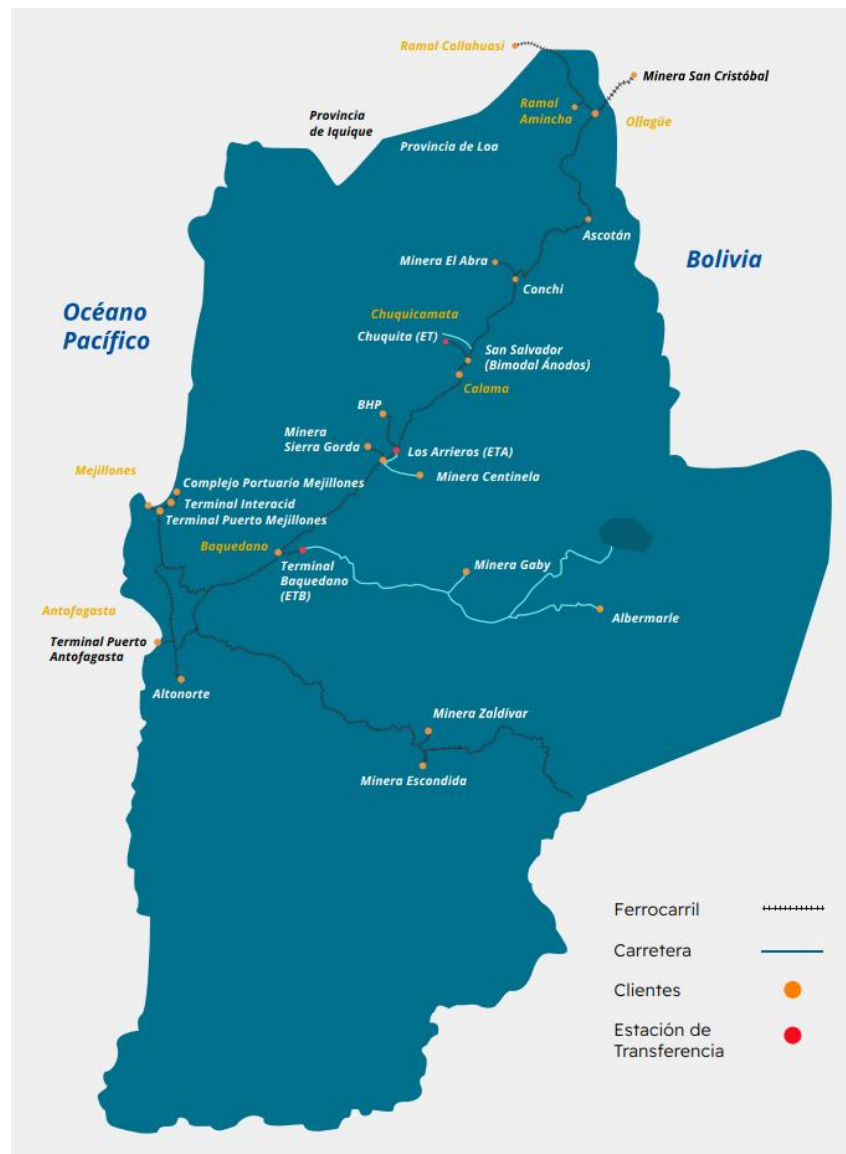 Ramal Collahuasi
Minera San Cristóbal
Ramal
Amincha
Ollagüe
Provincia
de Iquique
Provincia de Loa
Ascotán
Bolivia
Minera El Abra
Conchi
Océano
Pacífico
Chuquicamata
Chuquita (ET)
San Salvador
(Bimodal Ánodos)
Calama
BHP
Minera
Sierra Gorda
Los Arrieros (ETA)
Minera Centinela
Mejillones
Complejo Portuario Mejillones
Terminal Interacid
Terminal Puerto Mejillones
Baquedano
Terminal
Baquedano
(ETB)
Minera Gaby
Albermarle
Antofagasta
Terminal Puerto
Antofagasta
Altonorte
Minera Zaldívar
Minera Escondida
Ferrocarril
Carretera
Clientes
Estación de
Transferencia